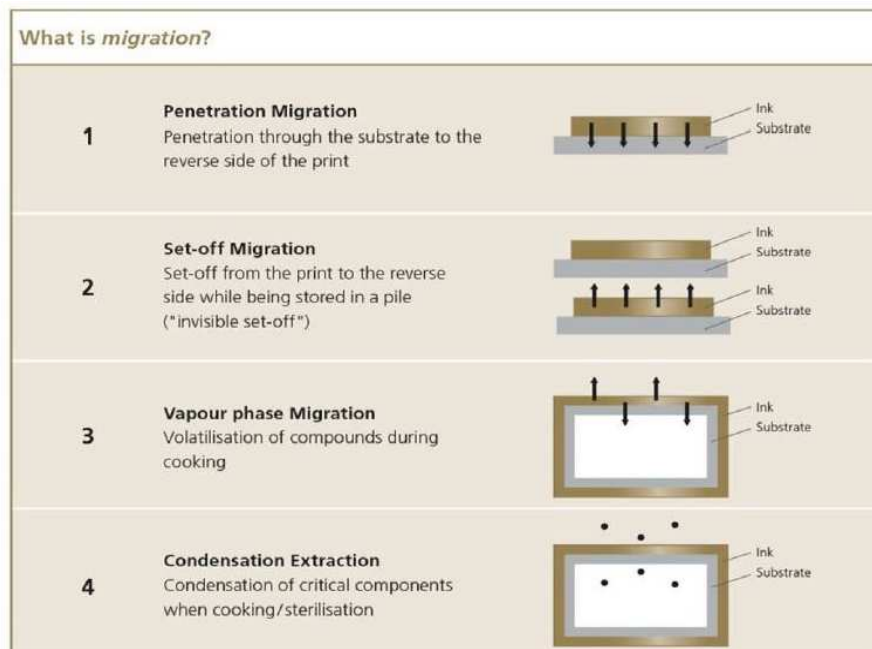 What is migration?
1
Penetration Migration
Penetration through the substrate to the
reverse side of the print
Ink
Substrate
2
Set-off Migration
Set-off from the print to the reverse
side while being stored in a pile
("invisible set-off")
Ink
Substrate
Ink
Substrate
3
Vapour phase Migration
Volatilisation of compounds during
cooking
Ink
Substrate
4
Condensation Extraction
Condensation of critical components
when cooking/sterilisation
Ink
Substrate